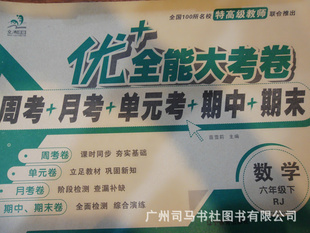 全国100所名校特高级教师联合推出
优+
全能大考卷
周考+月考+单元考+期中+期末
主编
周考卷 课时同步 夯实基础
单元卷 立足教材 巩固新知
月考卷 阶段检测 查漏补缺
期中、期末卷 全面检测 综合演练
数学
六年级下
RJ
广州司马书社图书有限公司